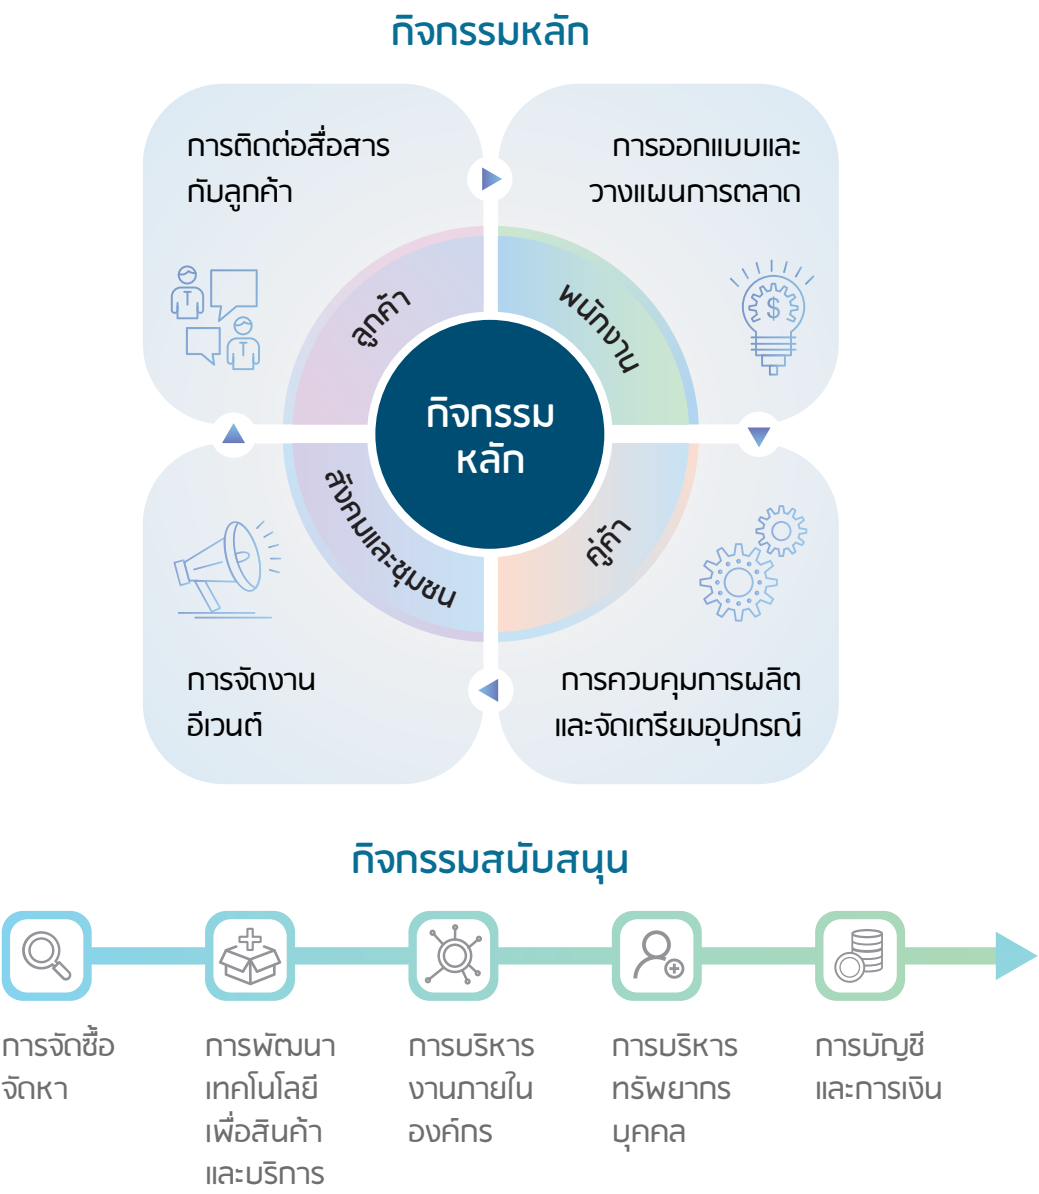 กิจกรรมหลัก
การติดต่อสื่อสาร
กับลูกค้า
การออกแบบและ
วางแผนการตลาด
ลูกค้า
พนักงาน
กิจกรรม
หลัก
สังคมและชุมชน
คู่ค้า
$
การจัดงาน
อีเวนต์
การควบคุมการผลิต
และจัดเตรียมอุปกรณ์
กิจกรรมสนับสนุน
การจัดซื้อ
จัดหา
การพัฒนา
เทคโนโลยี
เพื่อสินค้า
และบริการ
การบริหาร
งานภายใน
องค์กร
การบริหาร
ทรัพยากร
บุคคล
การบัญชี
และการเงิน